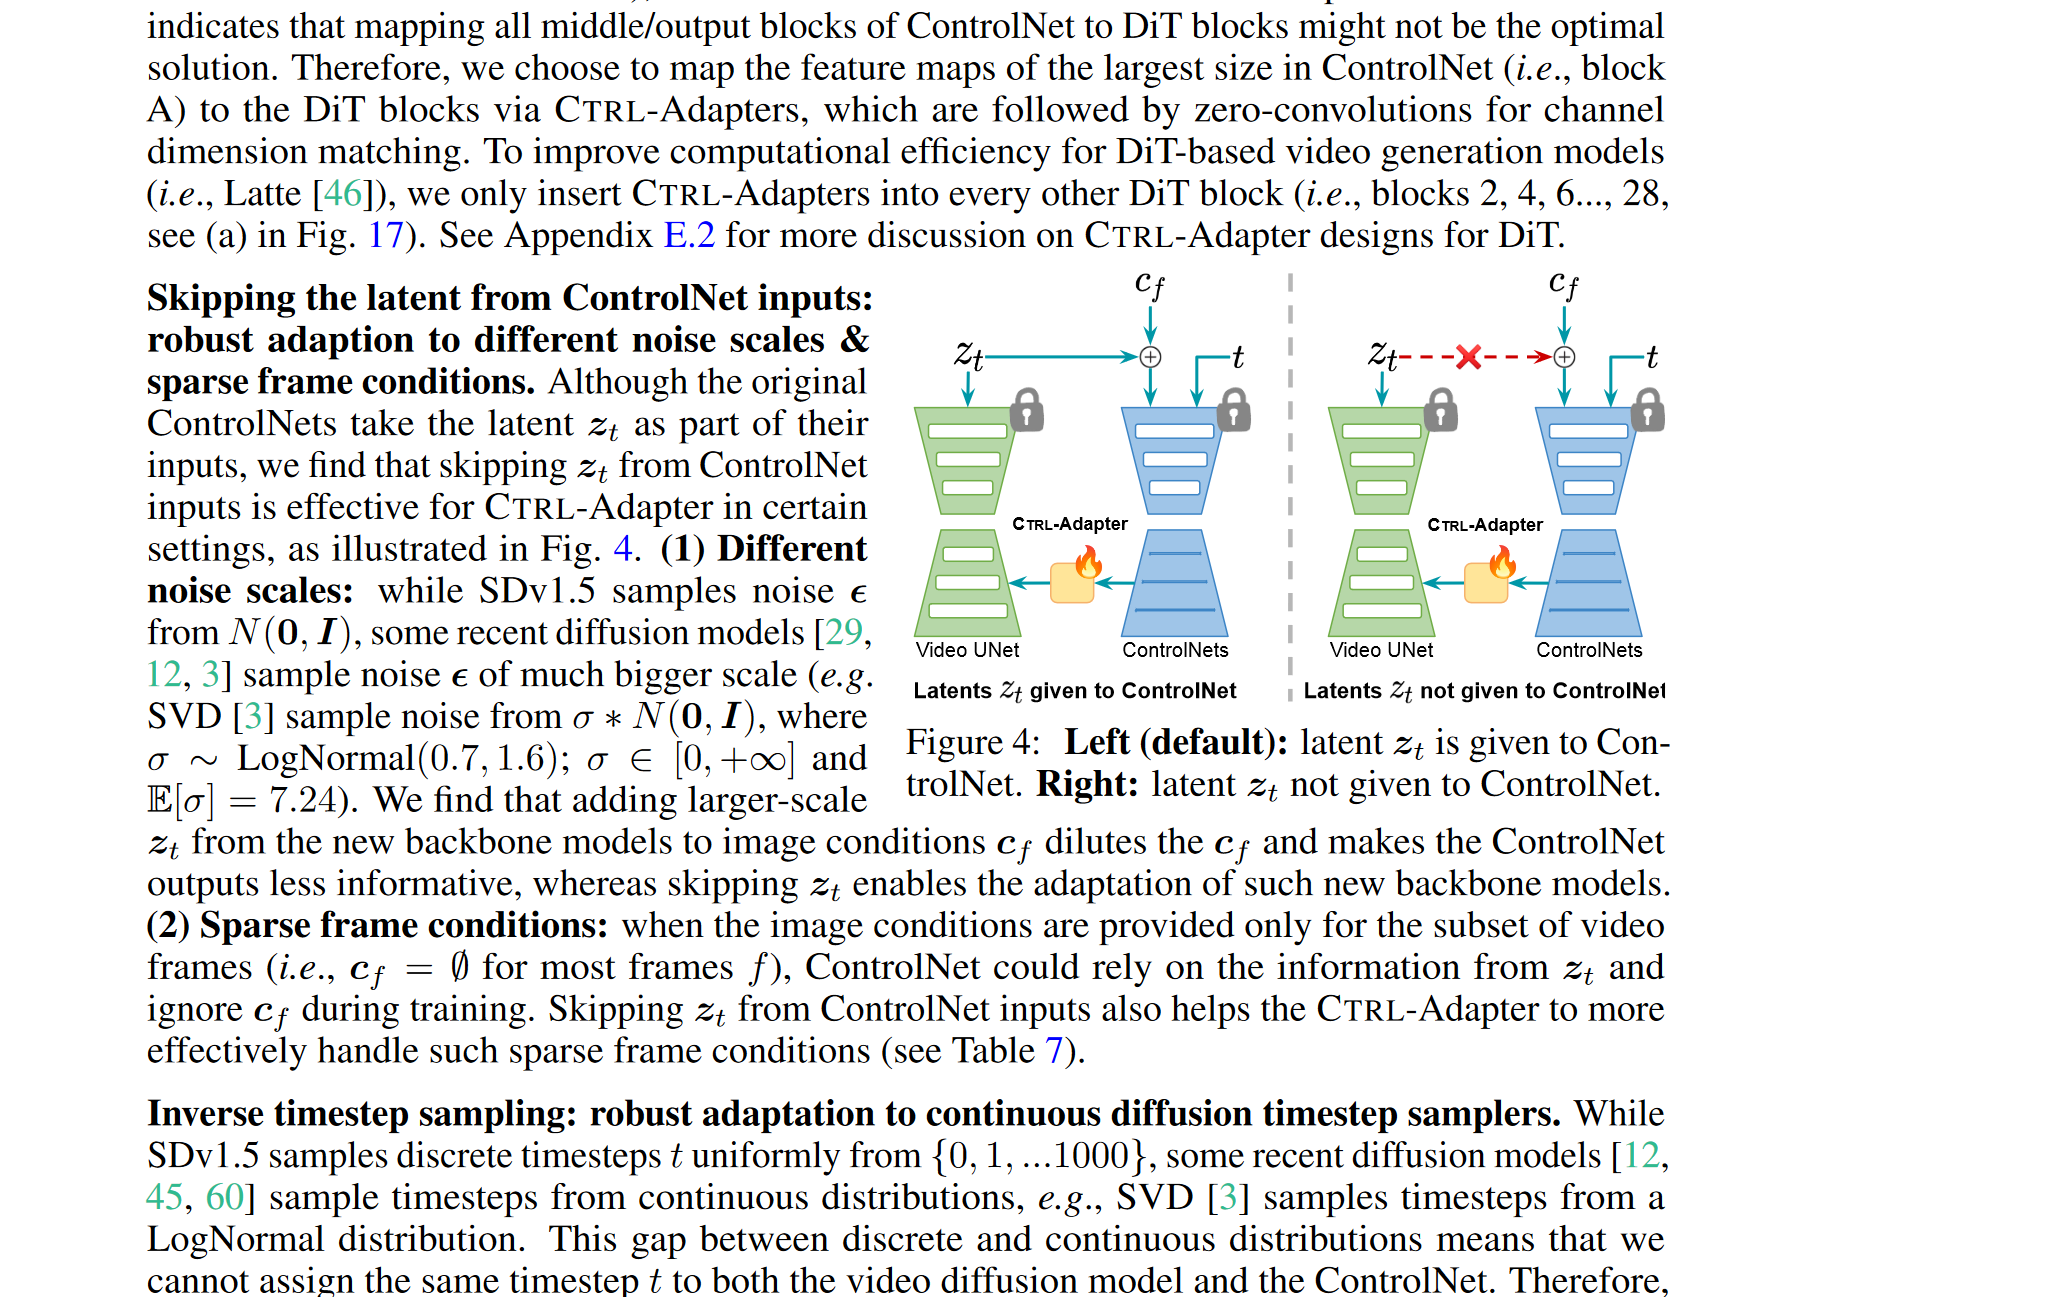 indicates that mapping all middle/output blocks of ControlNet to DiT blocks might not be the optimal
solution. Therefore, we choose to map the feature maps of the largest size in ControlNet (i.e., block
A) to the DiT blocks via CTRL-Adapters, which are followed by zero-convolutions for channel
dimension matching. To improve computational efficiency for DiT-based video generation models
(i.e., Latte [46]), we only insert CTRL-Adapters into every other DiT block (i.e., blocks 2, 4, 6..., 28,
see (a) in Fig. 17). See Appendix E.2 for more discussion on CTRL-Adapter designs for DiT.
Skipping the latent from ControlNet inputs:
robust adaption to different noise scales &
sparse frame conditions. Although the original
ControlNets take the latent z_t as part of their
inputs, we find that skipping z_t from ControlNet
inputs is effective for CTRL-Adapter in certain
settings, as illustrated in Fig. 4. (1) Different
noise scales: while SDv1.5 samples noise ϵ
from N(0, I), some recent diffusion models [29,
12, 3] sample noise ϵ of much bigger scale (e.g.
SVD [3] sample noise from σ * N(0, I), where
σ ∼ LogNormal(0.7, 1.6); σ ∈ [0, +∞] and
𝔼[σ] = 7.24). We find that adding larger-scale
c_f
z_t
t
CTRL-Adapter
Video UNet
ControlNets
Latents z_t given to ControlNet
c_f
z_t
t
CTRL-Adapter
Video UNet
ControlNets
Latents z_t not given to ControlNet
Figure 4: Left (default): latent z_t is given to Con-
trolNet. Right: latent z_t not given to ControlNet.
z_t from the new backbone models to image conditions c_f dilutes the c_f and makes the ControlNet
outputs less informative, whereas skipping z_t enables the adaptation of such new backbone models.
(2) Sparse frame conditions: when the image conditions are provided only for the subset of video
frames (i.e., c_f = ∅ for most frames f), ControlNet could rely on the information from z_t and
ignore c_f during training. Skipping z_t from ControlNet inputs also helps the CTRL-Adapter to more
effectively handle such sparse frame conditions (see Table 7).
Inverse timestep sampling: robust adaptation to continuous diffusion timestep samplers. While
SDv1.5 samples discrete timesteps t uniformly from {0, 1, ...1000}, some recent diffusion models [12,
45, 60] sample timesteps from continuous distributions, e.g., SVD [3] samples timesteps from a
LogNormal distribution. This gap between discrete and continuous distributions means that we
cannot assign the same timestep t to both the video diffusion model and the ControlNet. Therefore,